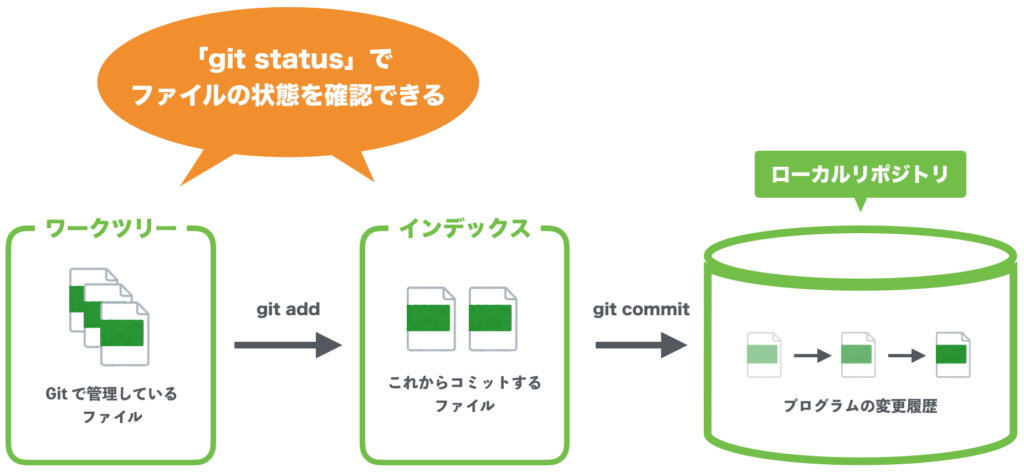 「git status」で
ファイルの状態を確認できる
ローカルリポジトリ
ワークツリー
インデックス
git add
git commit
Gitで管理している
ファイル
これからコミットする
ファイル
プログラムの変更履歴